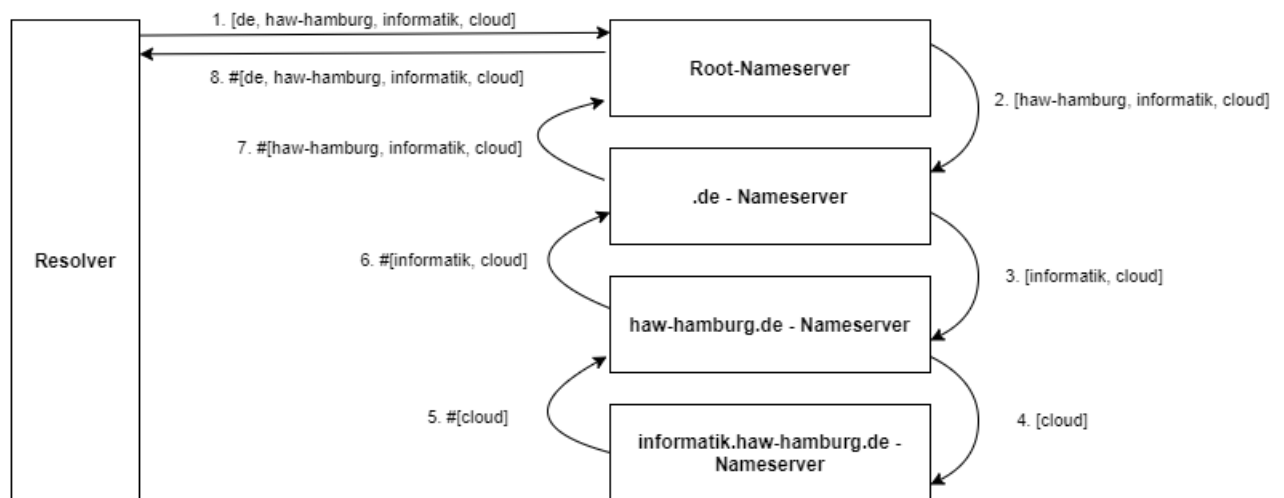 1. [de, haw-hamburg, informatik, cloud]
Root-Nameserver
8. #[de, haw-hamburg, informatik, cloud]
2. [haw-hamburg, informatik, cloud]
7. #[haw-hamburg, informatik, cloud]
.de - Nameserver
Resolver
6. #[informatik, cloud]
3. [informatik, cloud]
haw-hamburg.de - Nameserver
5. #[cloud]
4. [cloud]
informatik.haw-hamburg.de -
Nameserver